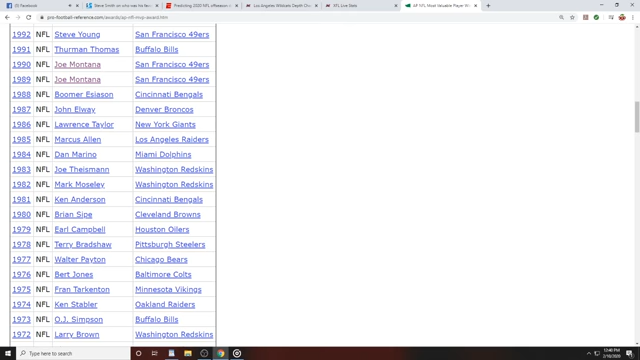 Facebook
Steve Smith on who was his favo
Predicting 2020 NFL offseason
Los Angeles Wildcats Depth
NFL Live Stats
AP NFL Most Valuable Player
pro-football-reference.com/awards/ap-nfl-mvp-award.htm
1992 NFL Steve Young San Francisco 49ers
1991 NFL Thurman Thomas Buffalo Bills
1990 NFL Joe Montana San Francisco 49ers
1989 NFL Joe Montana San Francisco 49ers
1988 NFL Boomer Esiason Cincinnati Bengals
1987 NFL John Elway Denver Broncos
1986 NFL Lawrence Taylor New York Giants
1985 NFL Marcus Allen Los Angeles Raiders
1984 NFL Dan Marino Miami Dolphins
1983 NFL Joe Theismann Washington Redskins
1982 NFL Mark Moseley Washington Redskins
1981 NFL Ken Anderson Cincinnati Bengals
1980 NFL Brian Sipe Cleveland Browns
1979 NFL Earl Campbell Houston Oilers
1978 NFL Terry Bradshaw Pittsburgh Steelers
1977 NFL Walter Payton Chicago Bears
1976 NFL Bert Jones Baltimore Colts
1975 NFL Fran Tarkenton Minnesota Vikings
1974 NFL Ken Stabler Oakland Raiders
1973 NFL O.J. Simpson Buffalo Bills
1972 NFL Larry Brown Washington Redskins
Type here to search
12:40 PM
2/10/2020